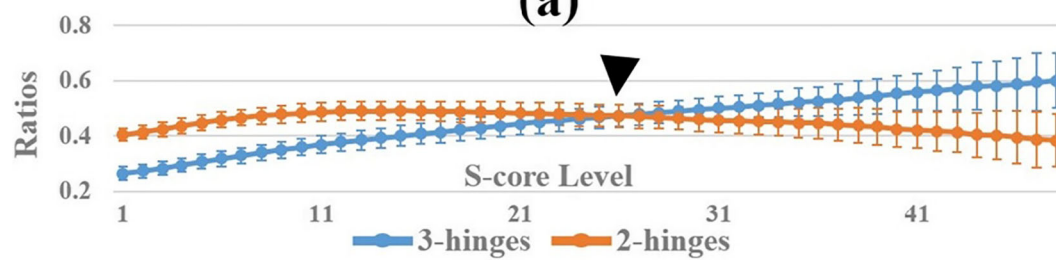 (a)
0.8
0.6
0.4
0.2
Ratios
S-core Level
1 11 21 31 41
3-hinges 2-hinges